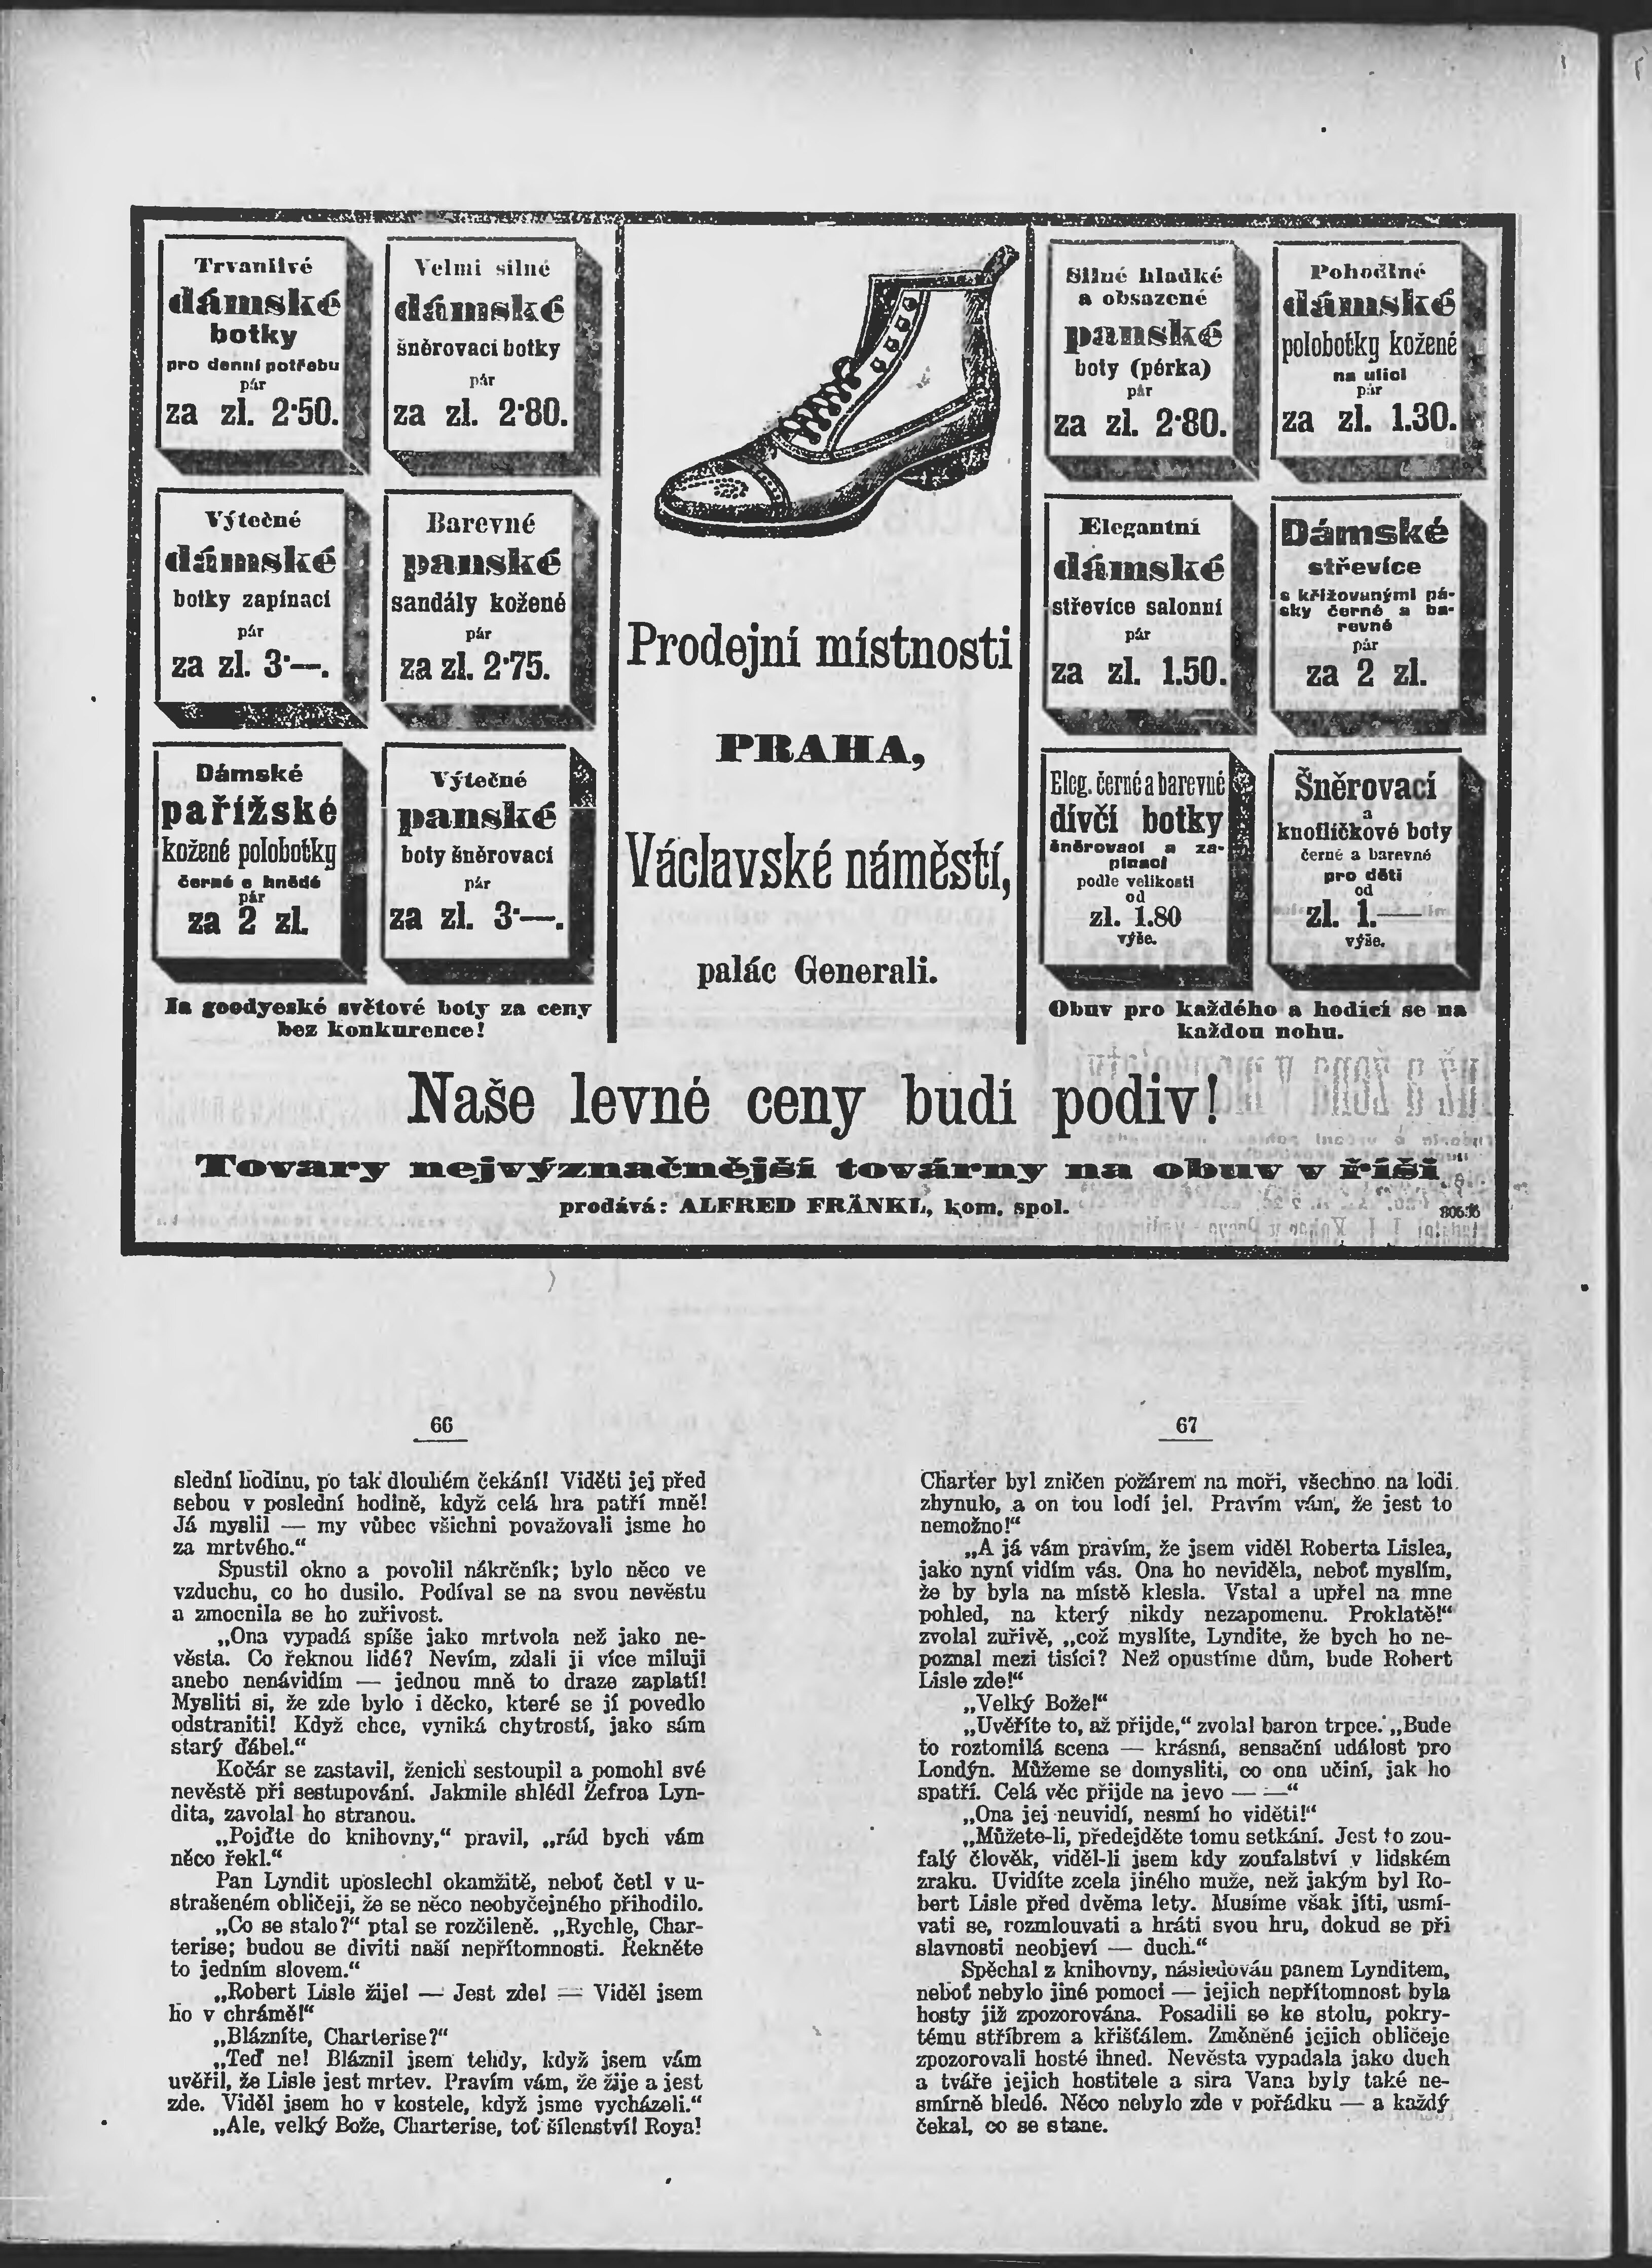 Trvanlivé
dámské
botky
pro denní potřebu
pár
za zl. 2·50.
Velmi silné
dámské
šněrovací botky
pár
za zl. 2·80.
Výtečné
dámské
botky zapínací
pár
za zl. 3·—.
Barevné
panské
sandály kožené
pár
za zl. 2·75.
Dámské
pařížské
kožené polobotky
černé e hnědé
pár
za 2 zl.
Výtečné
panské
boty šněrovací
pár
za zl. 3·—.
Ia goodyeské světové boty za ceny
bez konkurence!
Prodejní místnosti
PRAHA,
Václavské náměstí,
palác Generali.
Silné hladké
a obsazené
panské
boty (pérka)
pár
za zl. 2·80.
Pohodlné
dámské
polobotky kožené
na ulici
pár
za zl. 1.30.
Elegantní
dámské
střevíce salonní
pár
za zl. 1.50.
Dámské
střevíce
s křižovanými pá-
sky černé a ba-
revné
pár
za 2 zl.
Eleg. černé a barevné
dívčí botky
šněrovací a za-
pínací
podle velikosti
od
zl. 1.80
výše.
Šněrovací
a
knoflíčkové boty
černé a barevné
pro děti
od
zl. 1.—
výše.
Obuv pro každého a hodící se na
každou nohu.
Naše levné ceny budí podiv!
Tovary nejvýznačnější továrny na obuv v říši
prodává: ALFRED FRÄNKL, kom. spol.
66
slední hodinu, po tak dlouhém čekání! Viděti jej před
sebou v poslední hodině, když celá hra patří mně!
Já myslil — my vůbec všichni považovali jsme ho
za mrtvého.“
Spustil okno a povolil nákrčník; bylo něco ve
vzduchu, co ho dusilo. Podíval se na svou nevěstu
a zmocnila se ho zuřivost.
„Ona vypadá spíše jako mrtvola než jako ne-
věsta. Co řeknou lidé? Nevím, zdali ji více miluji
anebo nenávidím — jednou mně to draze zaplatí!
Mysliti si, že zde bylo i děcko, které se jí povedlo
odstraniti! Když chce, vyniká chytrostí, jako sám
starý ďábel.“
Kočár se zastavil, ženich sestoupil a pomohl své
nevěstě při sestupování. Jakmile shlédl Žefroa Lyn-
dita, zavolal ho stranou.
„Pojďte do knihovny,“ pravil, „rád bych vám
něco řekl.“
Pan Lyndit uposlechl okamžitě, neboť četl v u-
strašeném obličeji, že se něco neobyčejného přihodilo.
„Co se stalo?“ ptal se rozčileně. „Rychle, Char-
terise; budou se diviti naší nepřítomnosti. Řekněte
to jedním slovem.“
„Robert Lisle žije! — Jest zde! — Viděl jsem
ho v chrámě!“
„Blázníte, Charterise?“
„Teď ne! Bláznil jsem tehdy, když jsem vám
uvěřil, že Lisle jest mrtev. Pravím vám, že žije a jest
zde. Viděl jsem ho v kostele, když jsme vycházeli.“
„Ale, velký Bože, Charterise, toť šílenství! Roya!
67
Charter byl zničen požárem na moři, všechno na lodi
zhynulo, a on tou lodí jel. Pravím vám, že jest to
nemožno!“
„A já vám pravím, že jsem viděl Roberta Lislea,
jako nyní vidím vás. Ona ho neviděla, neboť myslím,
že by byla na místě klesla. Vstal a upřel na mne
pohled, na který nikdy nezapomenu. Proklatě!“
zvolal zuřivě, „což myslíte, Lyndite, že bych ho ne-
poznal mezi tisíci? Než opustíme dům, bude Robert
Lisle zde!“
„Velký Bože!“
„Uvěříte to, až přijde,“ zvolal baron trpce. „Bude
to roztomilá scena — krásná, sensační událost pro
Londýn. Můžeme se domysliti, co ona učiní, jak ho
spatří. Celá věc přijde na jevo — —“
„Ona jej neuvidí, nesmí ho viděti!“
„Můžete-li, předejděte tomu setkání. Jest to zou-
falý člověk, viděl-li jsem kdy zoufalství v lidském
zraku. Uvidíte zcela jiného muže, než jakým byl Ro-
bert Lisle před dvěma lety. Musíme však jíti, usmí-
vati se, rozmlouvati a hráti svou hru, dokud se při
slavnosti neobjeví — duch.“
Spěchal z knihovny, následován panem Lynditem,
neboť nebylo jiné pomoci — jejich nepřítomnost byla
hosty již zpozorována. Posadili se ke stolu, pokry-
tému stříbrem a křišťálem. Změněné jejich obličeje
zpozorovali hosté ihned. Nevěsta vypadala jako duch
a tváře jejich hostitele a sira Vana byly také ne-
smírně bledé. Něco nebylo zde v pořádku — a každý
čekal, co se stane.